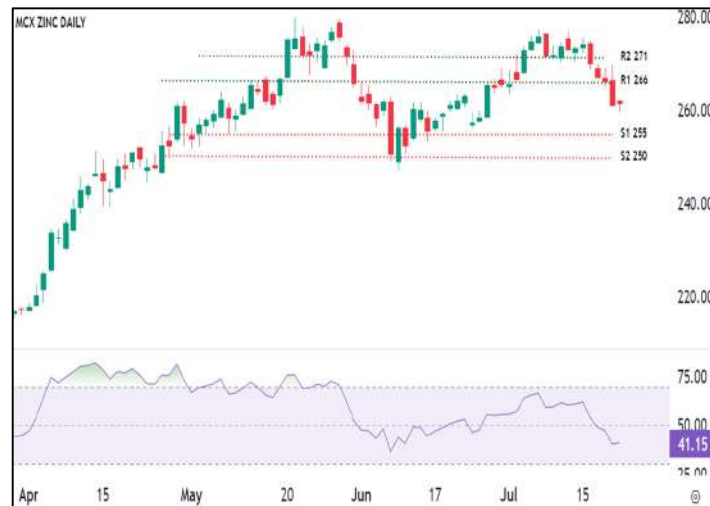 MCX ZINC DAILY
280.00
R2 271
R1 266
260.00
S1 255
S2 250
240.00
220.00
75.00
50.00
41.15
25.00
Apr 15 May 20 Jun 17 Jul 15